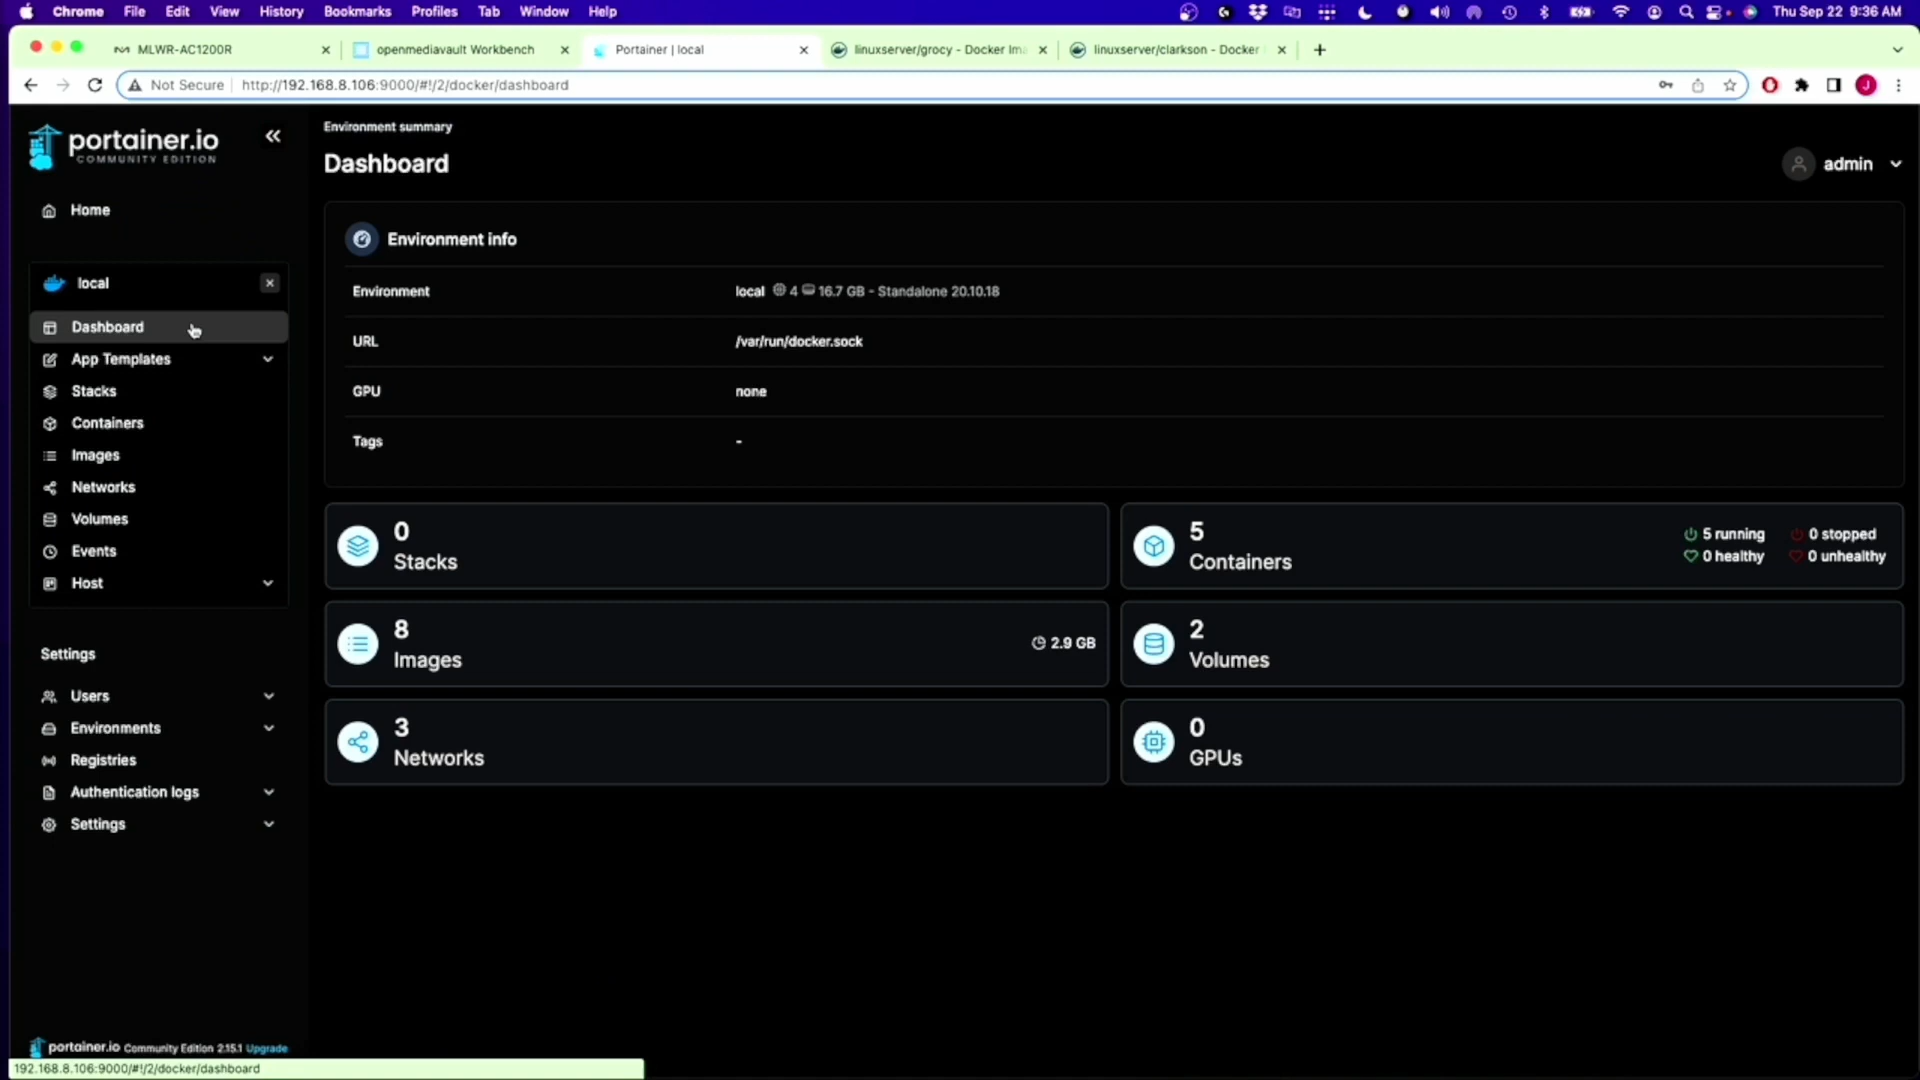 Chrome File Edit View History Bookmarks Profiles Tab Window Help Thu Sep 22 9:36 AM
MLWR-AC1200R openmediavault Workbench Portainer | local linuxserver/grocy - Docker Ima linuxserver/clarkson - Docker
Not Secure http://192.168.8.106:9000/#!/2/docker/dashboard J
portainer.io
COMMUNITY EDITION
Environment summary
Dashboard
admin
Home
local
Dashboard
App Templates
Stacks
Containers
Images
Networks
Volumes
Events
Host
Settings
Users
Environments
Registries
Authentication logs
Settings
Environment info
Environment local 4 16.7 GB - Standalone 20.10.18
URL /var/run/docker.sock
GPU none
Tags -
0
Stacks
5
Containers
5 running 0 stopped
0 healthy 0 unhealthy
8
Images
2.9 GB
2
Volumes
3
Networks
0
GPUs
portainer.io Community Edition 2.15.1 Upgrade
192.168.8.106:9000/#!/2/docker/dashboard